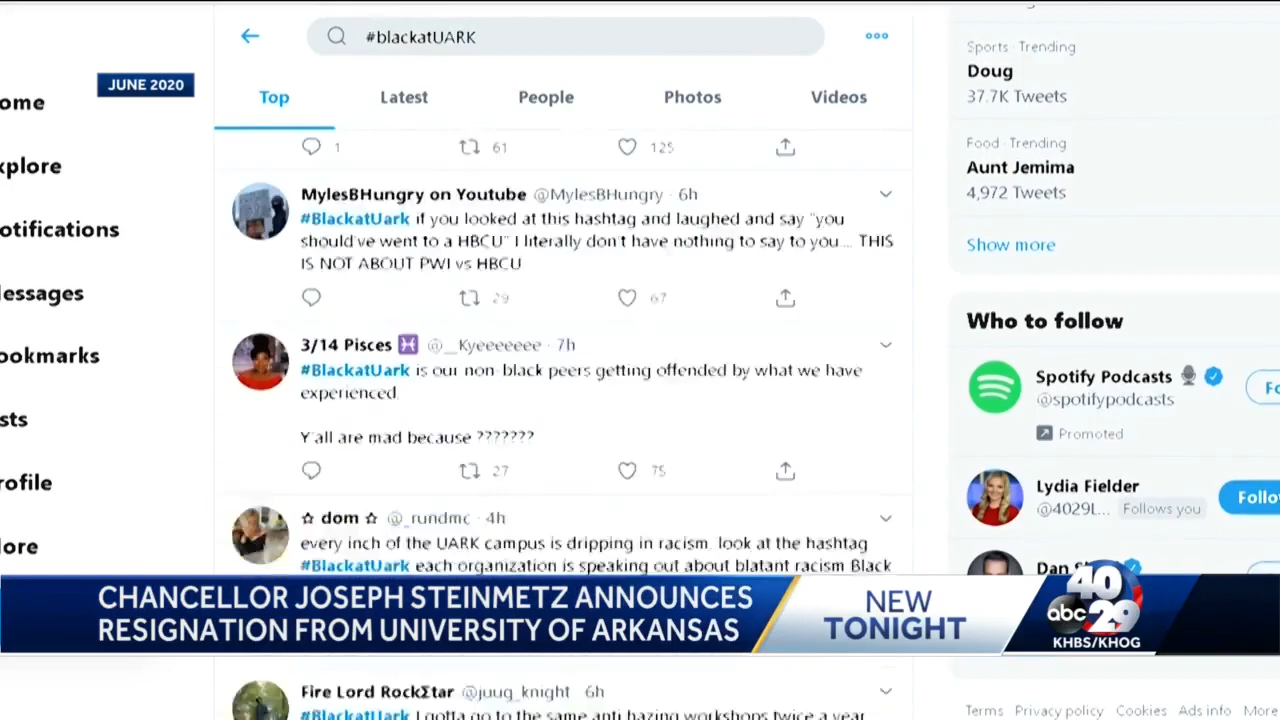 #blackatUARK
JUNE 2020
Top
Latest
People
Photos
Videos
ome
xplore
otifications
essages
ookmarks
sts
rofile
ore
1
61
125
MylesBHungry on Youtube @MylesBHungry · 6h
#BlackatUark if you looked at this hashtag and laughed and say "you
should've went to a HBCU" I literally don't have nothing to say to you... THIS
IS NOT ABOUT PWI vs HBCU
29
67
3/14 Pisces ♓ @__Kyeeeeeee · 7h
#BlackatUark is our non-black peers getting offended by what we have
experienced.
Y'all are mad because ???????
27
75
☆ dom ☆ @_rundmc · 4h
every inch of the UARK campus is dripping in racism. look at the hashtag
#BlackatUark each organization is speaking out about blatant racism Black
Fire Lord RockΣtar @juug_knight · 6h
#BlackatUark I gotta go to the same anti hazing workshops twice a year
Sports · Trending
Doug
37.7K Tweets
Food · Trending
Aunt Jemima
4,972 Tweets
Show more
Who to follow
Spotify Podcasts
@spotifypodcasts
Promoted
Fo
Lydia Fielder
@4029L... Follows you
Follo
Dan
Terms Privacy policy Cookies Ads info More
CHANCELLOR JOSEPH STEINMETZ ANNOUNCES
RESIGNATION FROM UNIVERSITY OF ARKANSAS
NEW
TONIGHT
40
abc 29
KHBS/KHOG